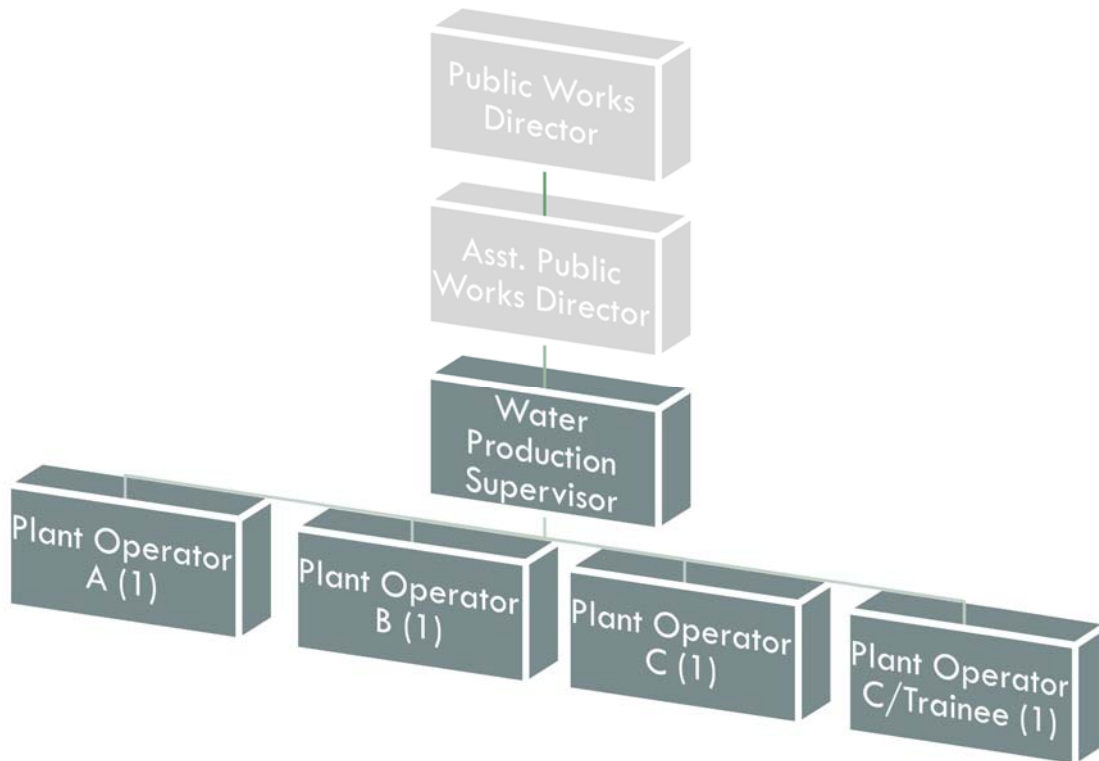 Public Works
Director
Asst. Public
Works Director
Water
Production
Supervisor
Plant Operator
A (1)
Plant Operator
B (1)
Plant Operator
C (1)
Plant Operator
C/Trainee (1)